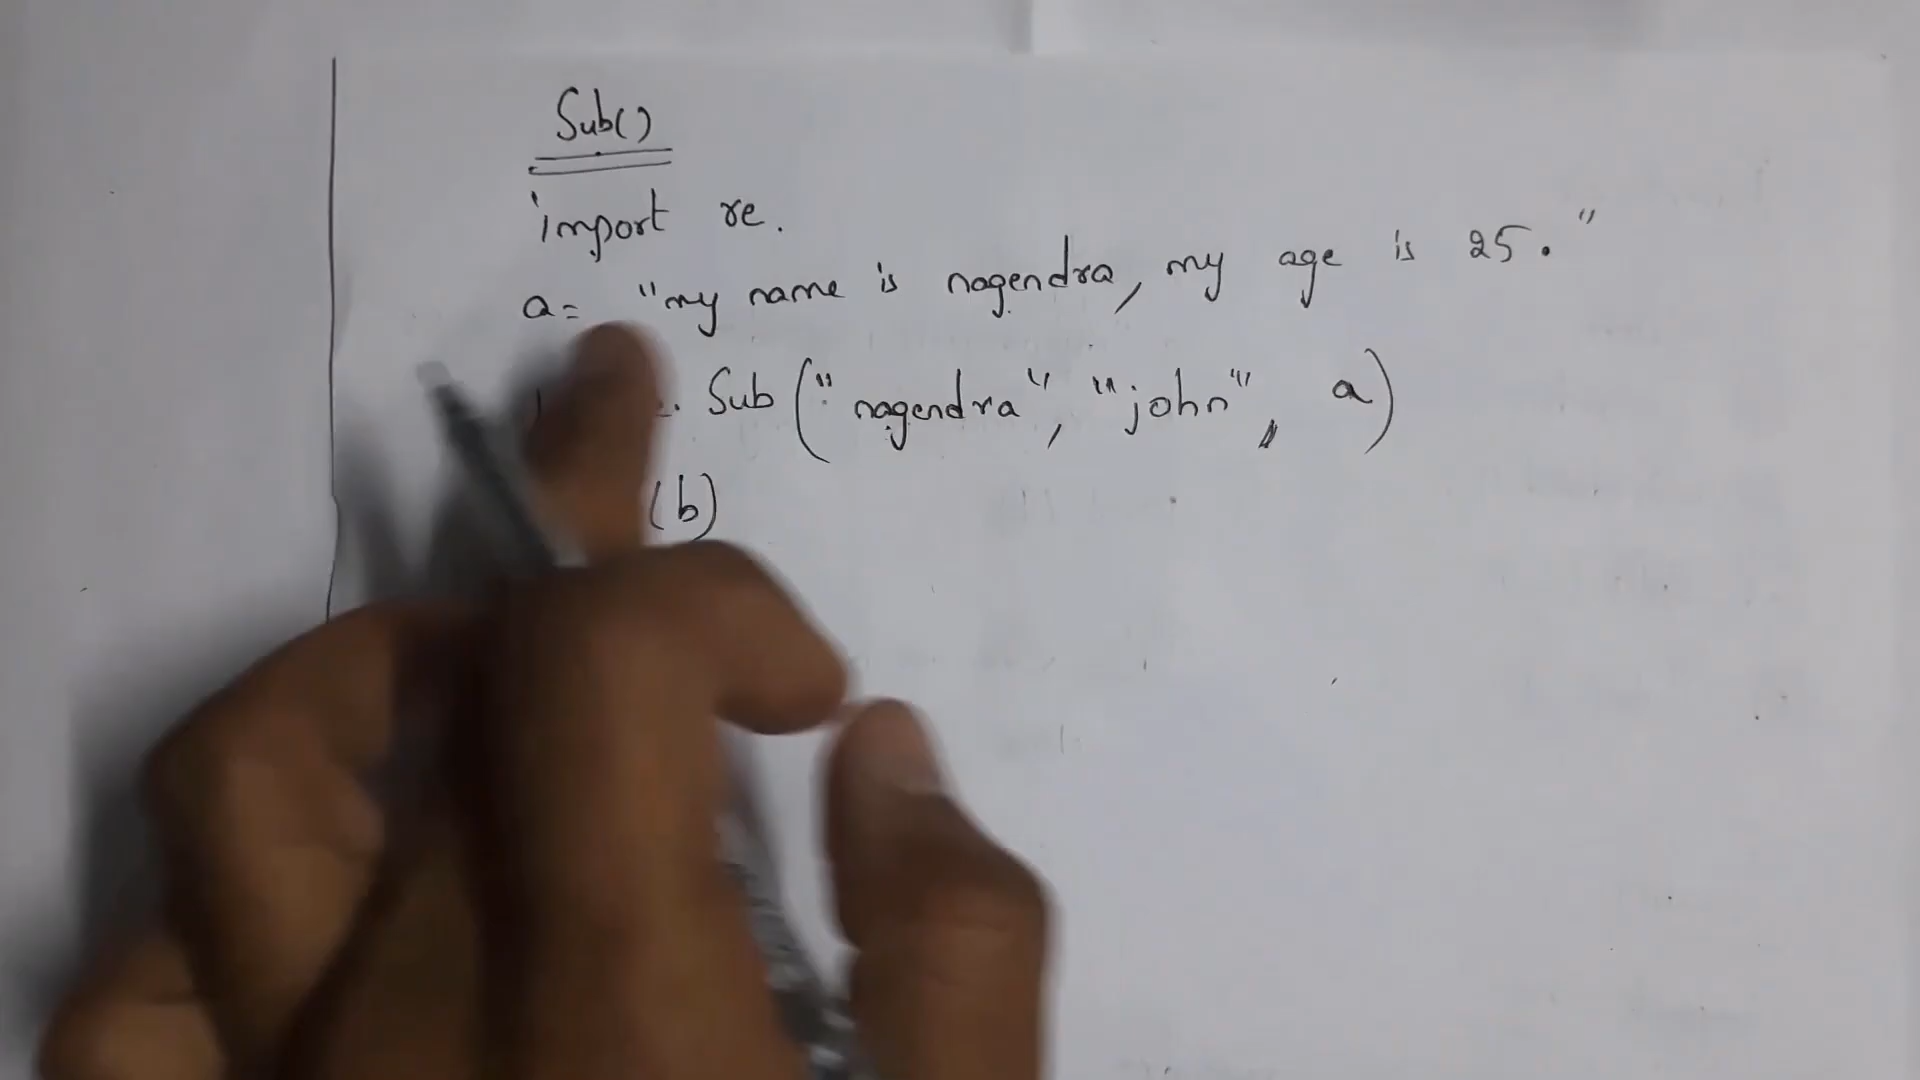 Sub()
import re.
a= "my name is nagendra, my age is 25."
. Sub ("nagendra", "john", a)
(b)